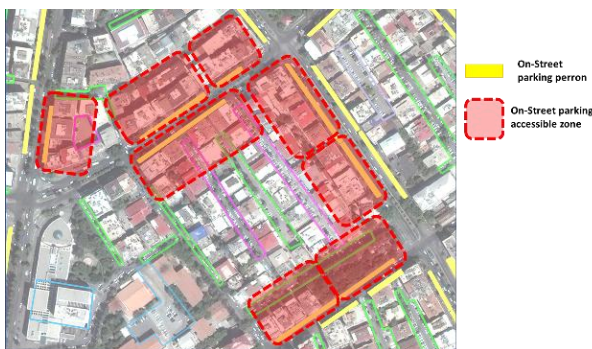 On-Street
parking perron
On-Street parking
accessible zone